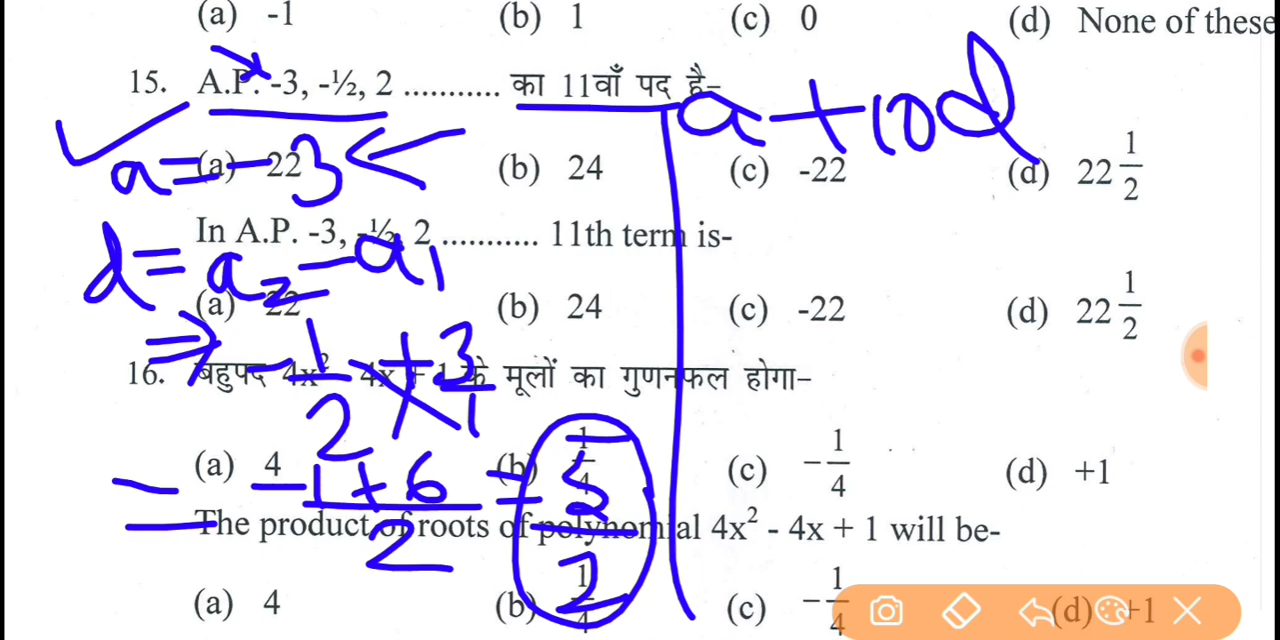 (a) -1 (b) 1 (c) 0 (d) None of these
15. A.P. -3, -½, 2 ........... का 11वाँ पद है-
a + 10d
(a) 22 (b) 24 (c) -22 (d) 22 1/2
a = -3
In A.P. -3, -½, 2 ........... 11th term is-
d = a₂ - a₁
(a) 22 (b) 24 (c) -22 (d) 22 1/2
⇒ -1/2 + 3/1
16. बहुपद 4x² - 4x + 1 के मूलों का गुणनफल होगा-
(a) 4 (b) 1/4 (c) -1/4 (d) +1
= -1 + 6/2 = 5/2
The product of roots of polynomial 4x² - 4x + 1 will be-
(a) 4 (b) 1/4 (c) -1/4 (d) +1